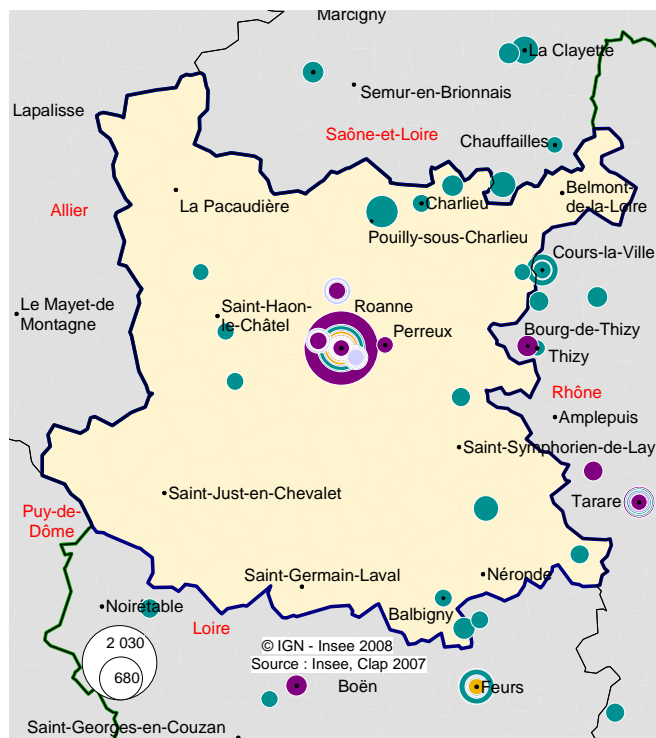 Marcigny
La Clayette
Semur-en-Brionnais
Lapalisse
Saône-et-Loire
Chauffailles
La Pacaudière
Belmont-
de-la-Loire
Charlieu
Allier
Pouilly-sous-Charlieu
Cours-la-Ville
Le Mayet-de
Montagne
Saint-Haon-
le-Châtel
Roanne
Perreux
Bourg-de-Thizy
Thizy
Rhône
Amplepuis
Saint-Symphorien-de-Lay
Saint-Just-en-Chevalet
Tarare
Puy-de-
Dôme
Saint-Germain-Laval
Néronde
Noirétable
Balbigny
Loire
2 030
680
© IGN - Insee 2008
Source : Insee, Clap 2007
Boën
Feurs
Saint-Georges-en-Couzan